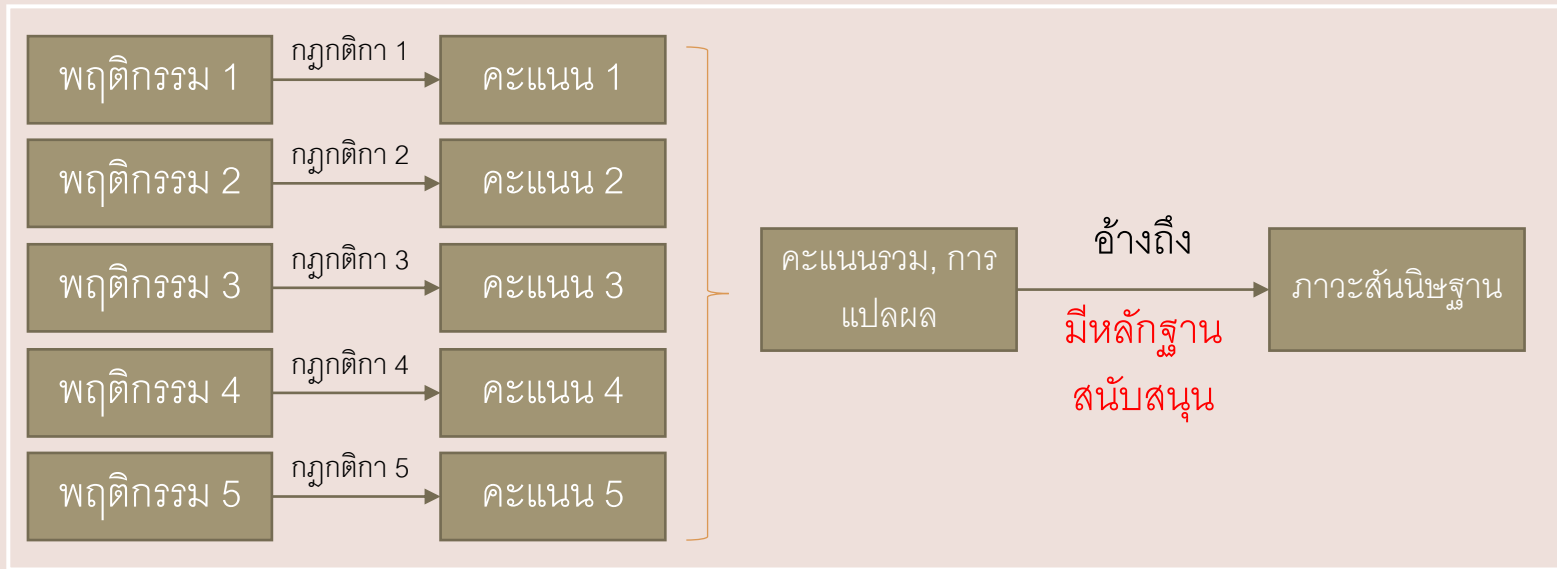 พฤติกรรม 1
กฎกติกา 1
คะแนน 1
พฤติกรรม 2
กฎกติกา 2
คะแนน 2
พฤติกรรม 3
กฎกติกา 3
คะแนน 3
พฤติกรรม 4
กฎกติกา 4
คะแนน 4
พฤติกรรม 5
กฎกติกา 5
คะแนน 5
คะแนนรวม, การ
แปลผล
อ้างถึง
มีหลักฐาน
สนับสนุน
ภาวะสันนิษฐาน